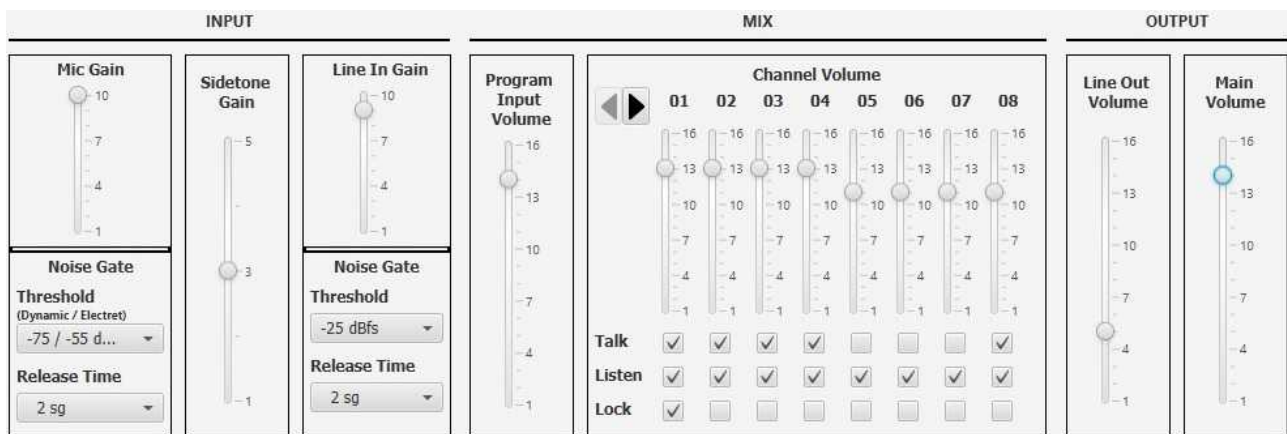 INPUT
MIX
OUTPUT
Mic Gain
10
7
4
1
Noise Gate
Threshold
(Dynamic / Electret)
-75 / -55 d...
Release Time
2 sg
Sidetone
Gain
5
3
1
Line In Gain
10
7
4
1
Noise Gate
Threshold
-25 dBfs
Release Time
2 sg
Program
Input
Volume
16
13
10
7
4
1
Channel Volume
01 02 03 04 05 06 07 08
16 16 16 16 16 16 16 16
13 13 13 13 13 13 13 13
10 10 10 10 10 10 10 10
7 7 7 7 7 7 7 7
4 4 4 4 4 4 4 4
1 1 1 1 1 1 1 1
Talk
Listen
Lock
Line Out
Volume
16
13
10
7
4
1
Main
Volume
16
13
10
7
4
1